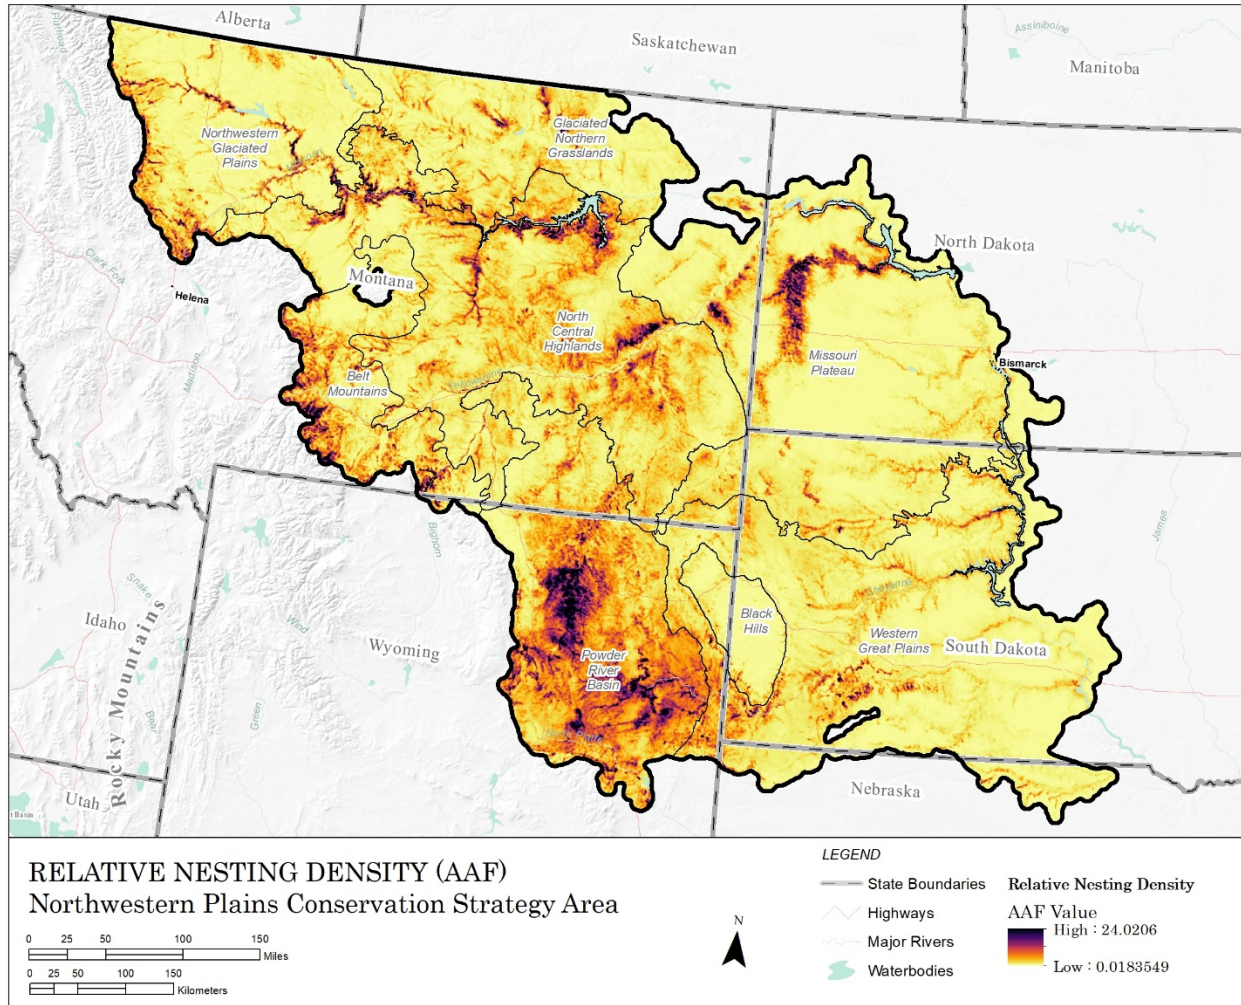 Alberta
Saskatchewan
Assiniboine
Manitoba
Flathead
Northwestern
Glaciated
Plains
Glaciated
Northern
Grasslands
North Dakota
Clark Fork
Helena
Montana
North
Central
Highlands
Madison
Belt
Mountains
Yellowstone
Missouri
Plateau
Bismarck
Bighorn
James
Snake
Idaho
Wind
Wyoming
Rocky Mountains
Green
Bear
Powder
River
Basin
Black
Hills
Cheyenne
Western
Great Plains
South Dakota
Utah
t Basin
Nebraska
RELATIVE NESTING DENSITY (AAF)
Northwestern Plains Conservation Strategy Area
0 25 50 100 150
Miles
0 25 50 100 150
Kilometers
N
LEGEND
State Boundaries
Highways
Major Rivers
Waterbodies
Relative Nesting Density
AAF Value
High : 24.0206
Low : 0.0183549